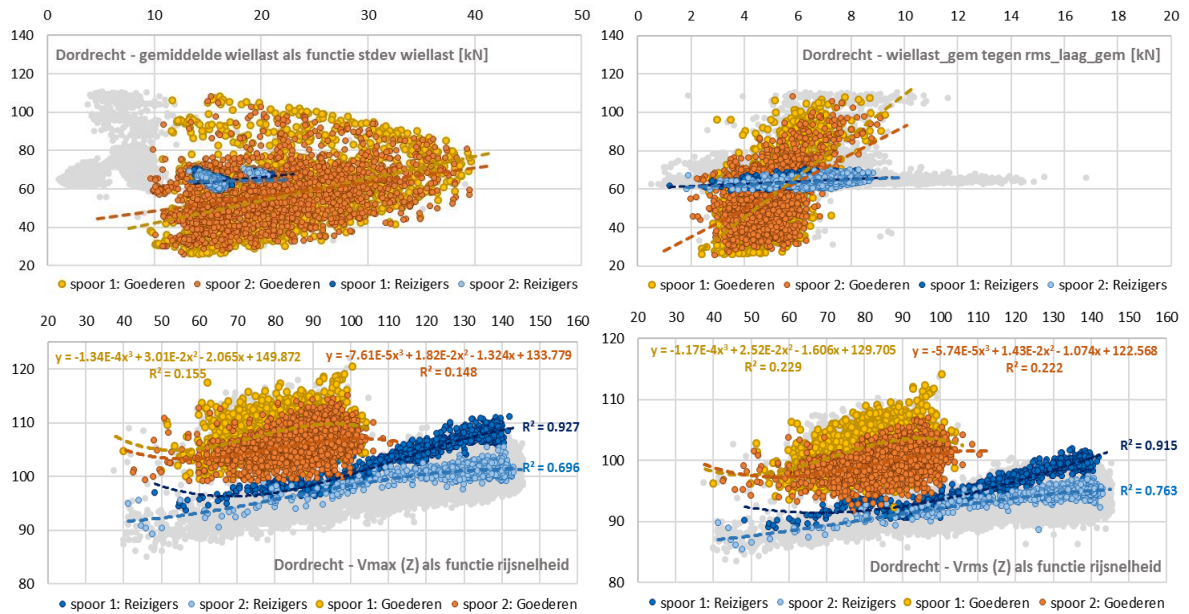 0 10 20 30 40 50
Dordrecht - gemiddelde wiellast als functie stdev wiellast [kN]
140
120
100
80
60
40
20
spoor 1: Goederen spoor 2: Goederen spoor 1: Reizigers spoor 2: Reizigers
0 2 4 6 8 10 12 14 16 18 20
Dordrecht - wiellast_gem tegen rms_laag_gem [kN]
140
120
100
80
60
40
20
spoor 1: Goederen spoor 2: Goederen spoor 1: Reizigers spoor 2: Reizigers
20 30 40 50 60 70 80 90 100 110 120 130 140 150 160
y = -1.34E-4x³ + 3.01E-2x² - 2.065x + 149.872 y = -7.61E-5x³ + 1.82E-2x² - 1.324x + 133.779
R² = 0.155 R² = 0.148
120
110
100
90
80
R² = 0.927
R² = 0.696
Dordrecht - Vmax (Z) als functie rijsnelheid
spoor 1: Reizigers spoor 2: Reizigers spoor 1: Goederen spoor 2: Goederen
20 30 40 50 60 70 80 90 100 110 120 130 140 150 160
y = -1.17E-4x³ + 2.52E-2x² - 1.606x + 129.705 y = -5.74E-5x³ + 1.43E-2x² - 1.074x + 122.568
R² = 0.229 R² = 0.222
120
110
100
90
80
R² = 0.915
R² = 0.763
Dordrecht - Vrms (Z) als functie rijsnelheid
spoor 1: Reizigers spoor 2: Reizigers spoor 1: Goederen spoor 2: Goederen